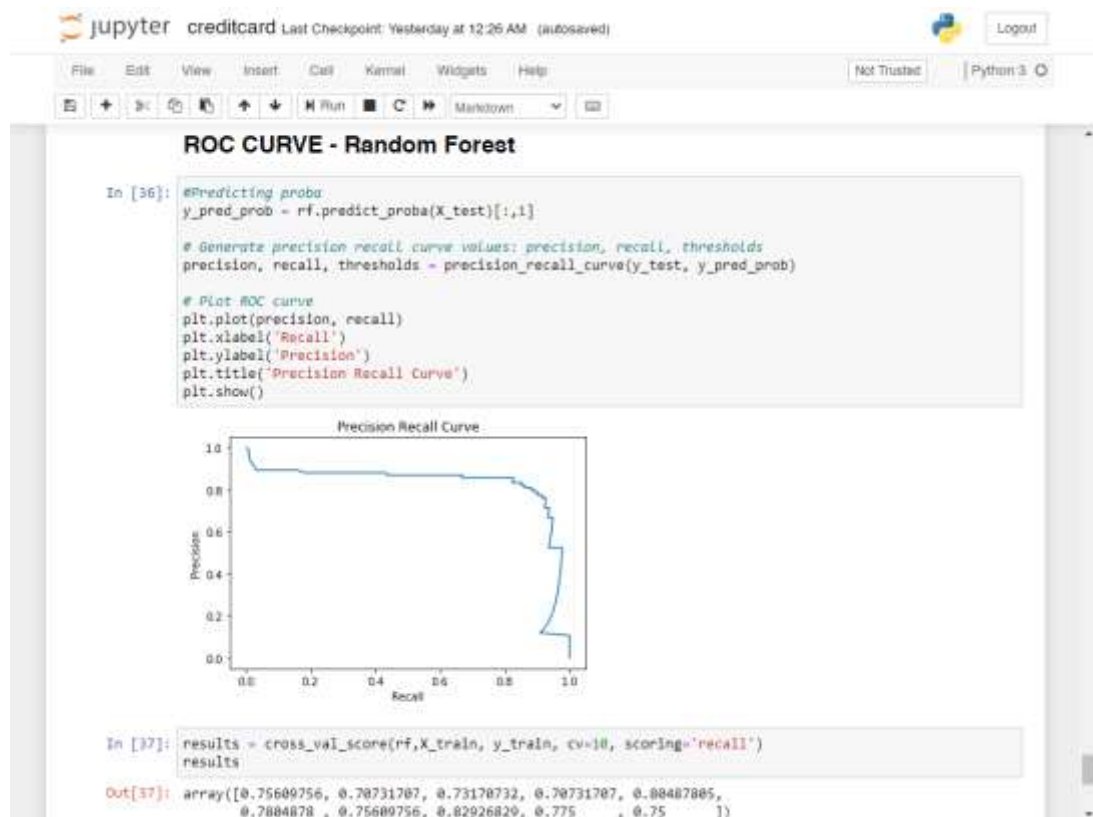 jupyter creditcard Last Checkpoint: Yesterday at 12:26 AM (autosaved)
Logout
File Edit View Insert Cell Kernel Widgets Help
Not Trusted Python 3
Run Markdown
ROC CURVE - Random Forest
In [36]: #Predicting proba
y_pred_prob = rf.predict_proba(X_test)[:,1]
# Generate precision recall curve values: precision, recall, thresholds
precision, recall, thresholds = precision_recall_curve(y_test, y_pred_prob)
# Plot ROC curve
plt.plot(precision, recall)
plt.xlabel('Recall')
plt.ylabel('Precision')
plt.title('Precision Recall Curve')
plt.show()
Precision Recall Curve
1.0
0.8
0.6
0.4
0.2
0.0
Precision
0.0 0.2 0.4 0.6 0.8 1.0
Recall
In [37]: results = cross_val_score(rf,X_train, y_train, cv=10, scoring='recall')
results
Out[37]: array([0.75609756, 0.70731707, 0.73170732, 0.70731707, 0.80487805,
0.7804878 , 0.75609756, 0.82926829, 0.775 , 0.75 ])